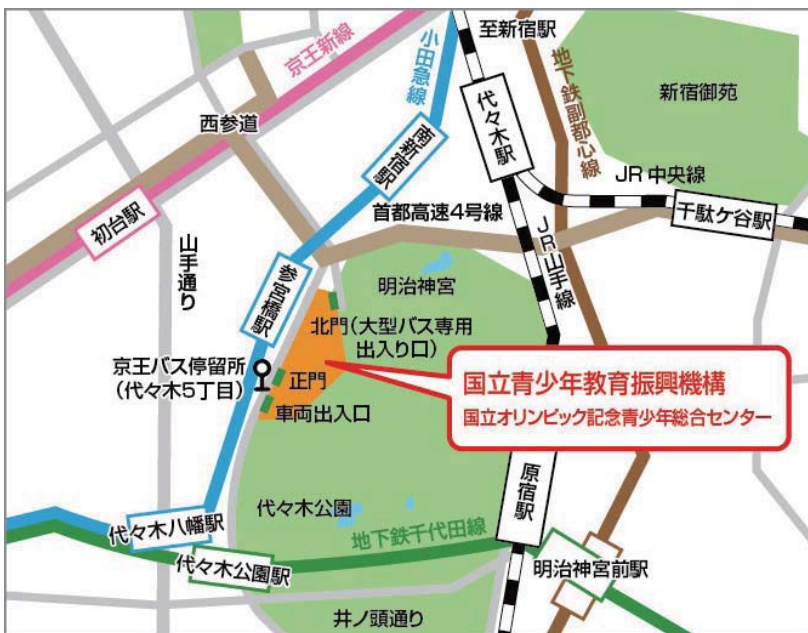 至新宿駅
京王新線
小田急線
地下鉄副都心線
新宿御苑
代々木駅
西参道
南新宿駅
JR中央線
首都高速4号線
千駄ケ谷駅
初台駅
山手通り
JR山手線
参宮橋駅
明治神宮
北門(大型バス専用
出入り口)
京王バス停留所
(代々木5丁目)
正門
車両出入口
国立青少年教育振興機構
国立オリンピック記念青少年総合センター
原宿駅
代々木公園
代々木八幡駅
地下鉄千代田線
代々木公園駅
明治神宮前駅
井ノ頭通り